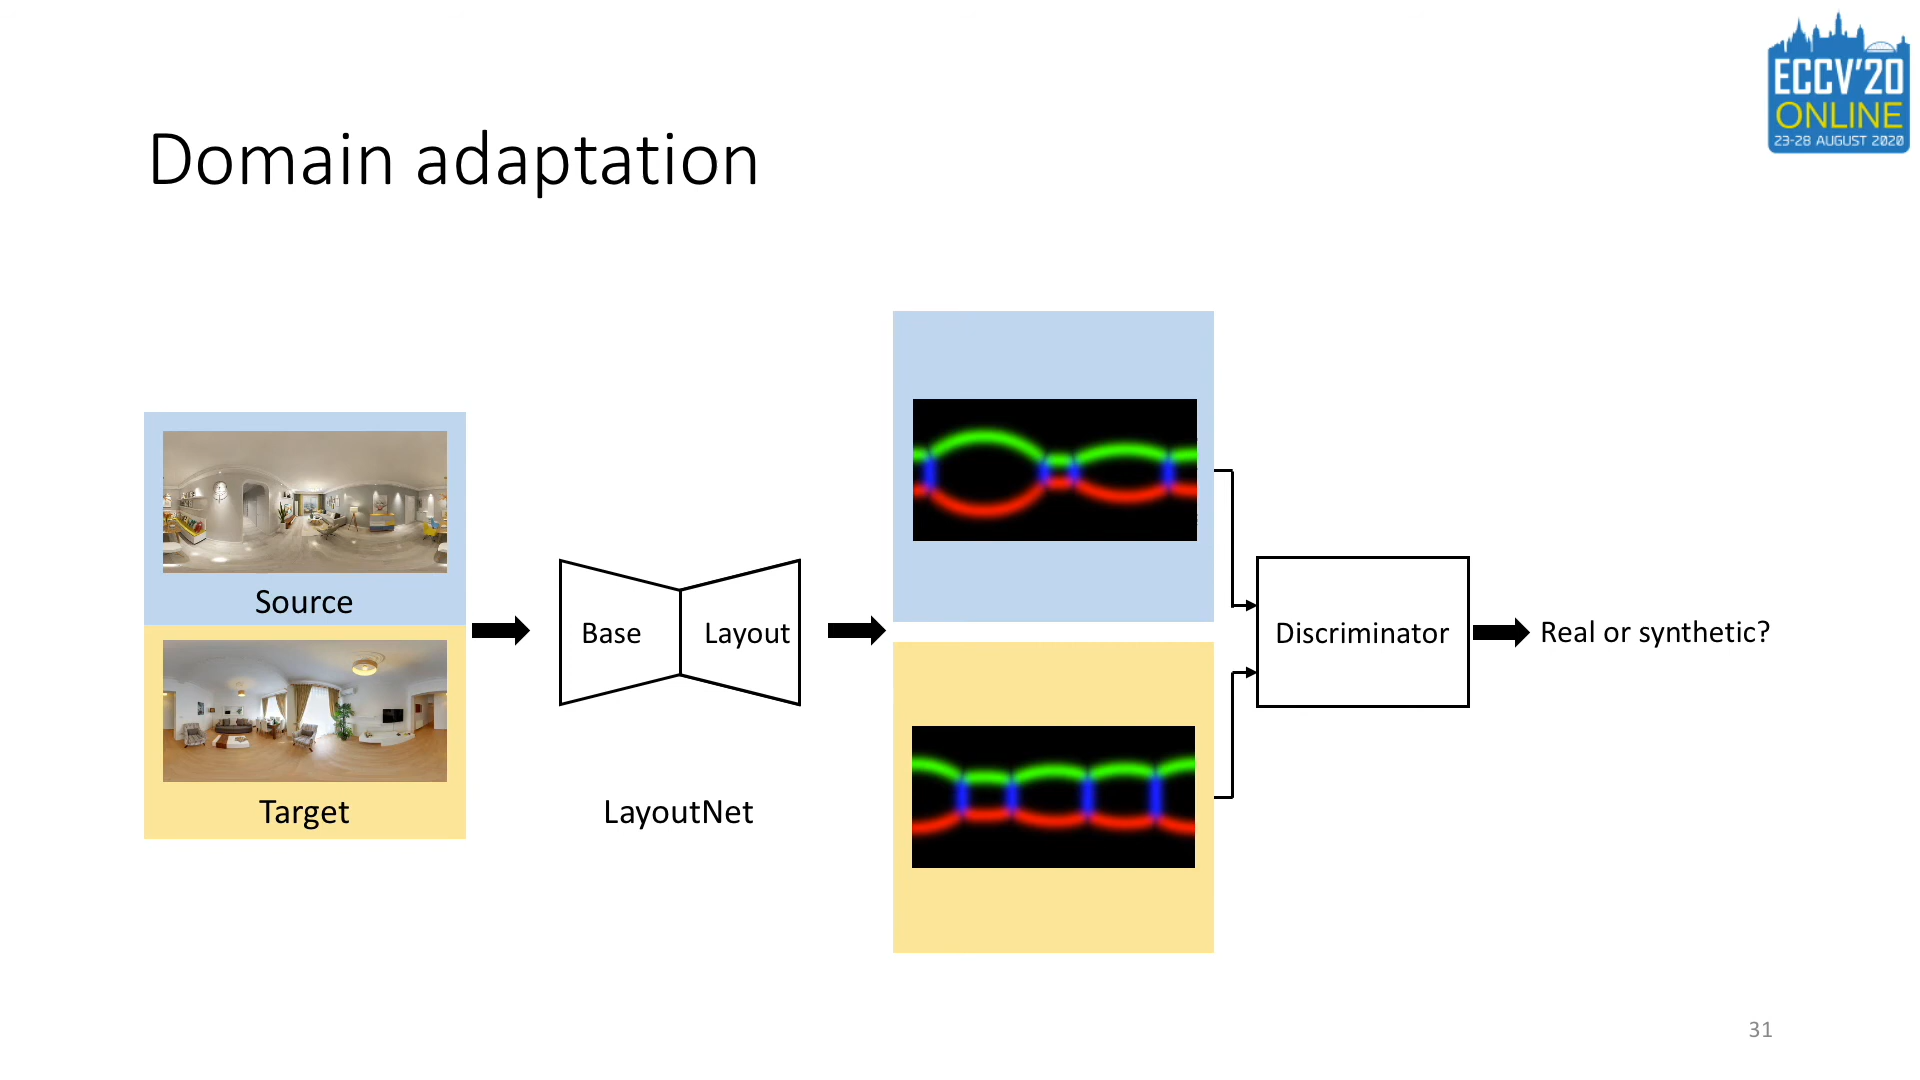 ECCV'20
ONLINE
23-28 AUGUST 2020
Domain adaptation
Source
Target
Base
Layout
LayoutNet
Discriminator
Real or synthetic?
31